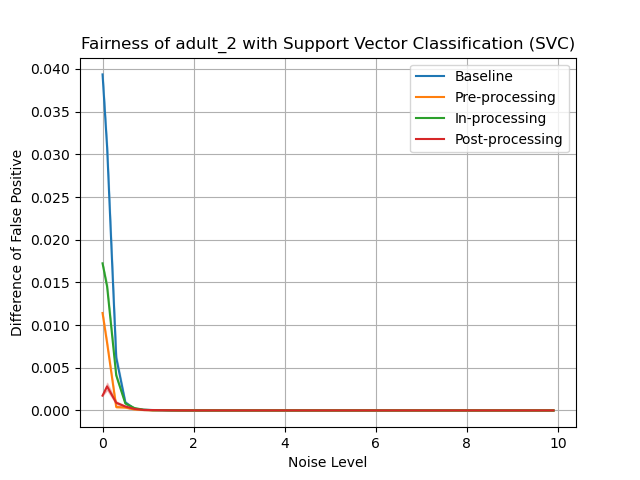 Fairness of adult_2 with Support Vector Classification (SVC)
0.040
0.035
0.030
0.025
0.020
0.015
0.010
0.005
0.000
Difference of False Positive
Baseline
Pre-processing
In-processing
Post-processing
0 2 4 6 8 10
Noise Level